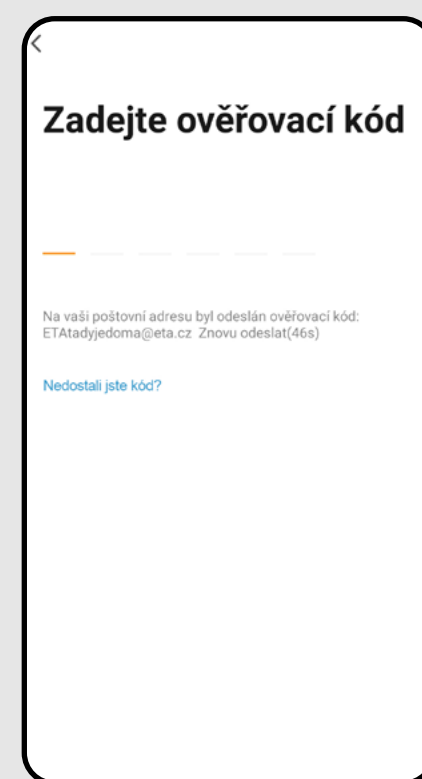 Zadejte ověřovací kód
Na vaši poštovní adresu byl odeslán ověřovací kód:
ETAtadyjedoma@eta.cz Znovu odeslat(46s)
Nedostali jste kód?